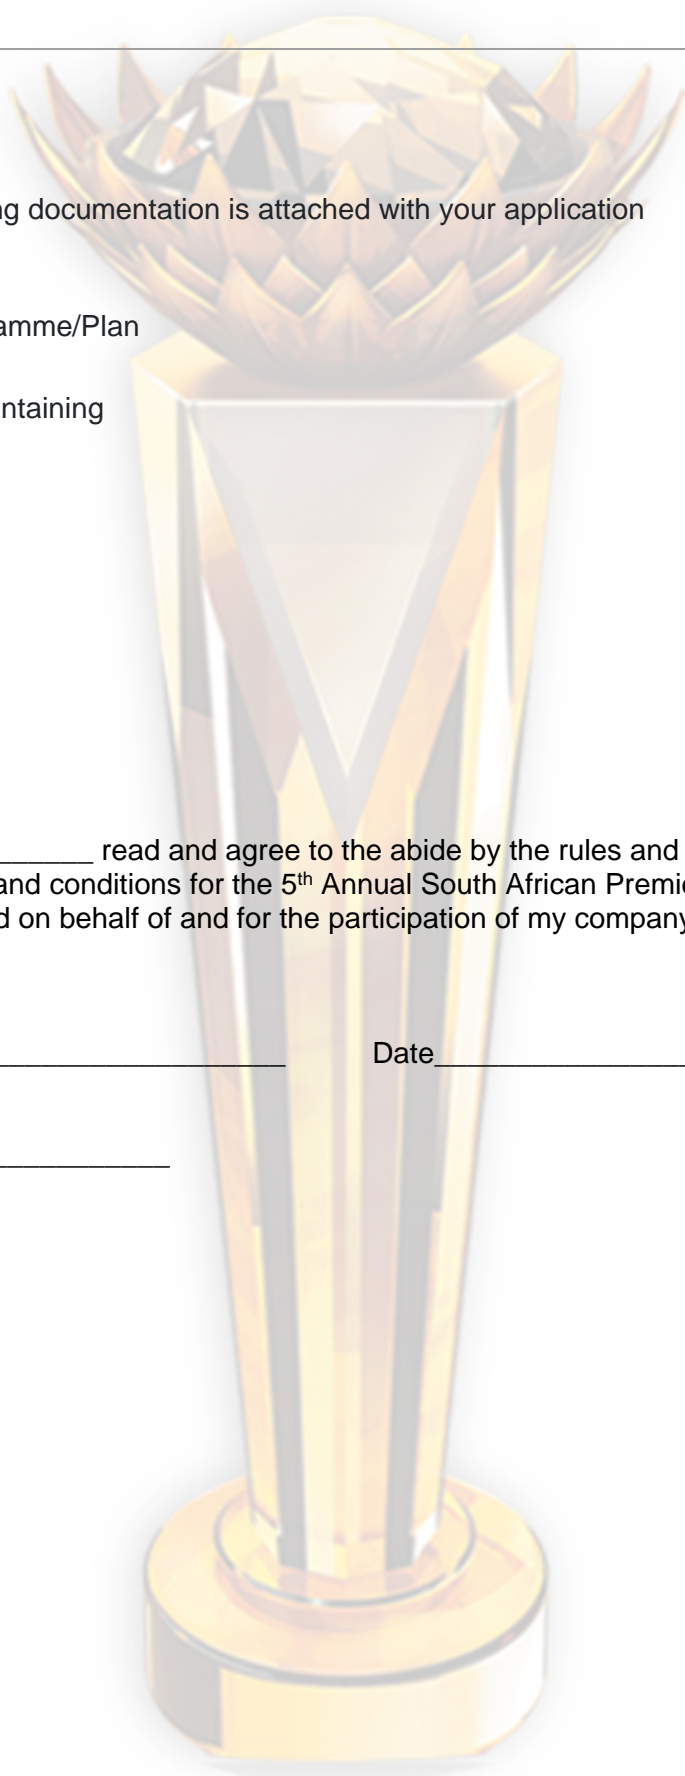 ng documentation is attached with your application
amme/Plan
ntaining
______ read and agree to the abide by the rules and
and conditions for the 5th Annual South African Premie
d on behalf of and for the participation of my company
__________________ Date________________
___________